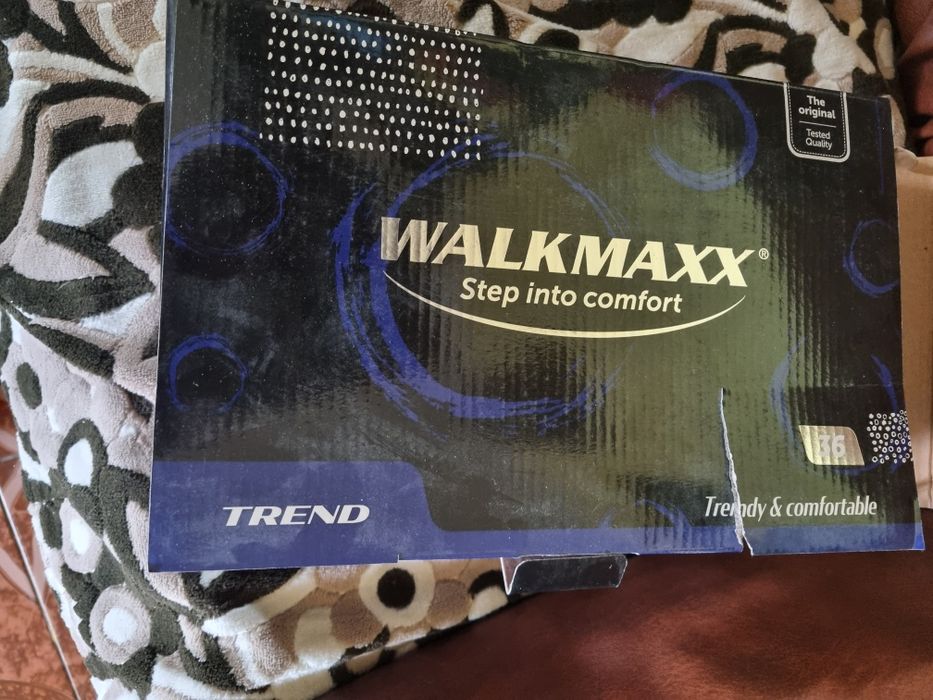 The
original
Tested
Quality
WALKMAXX®
Step into comfort
36
TREND
Trendy & comfortable